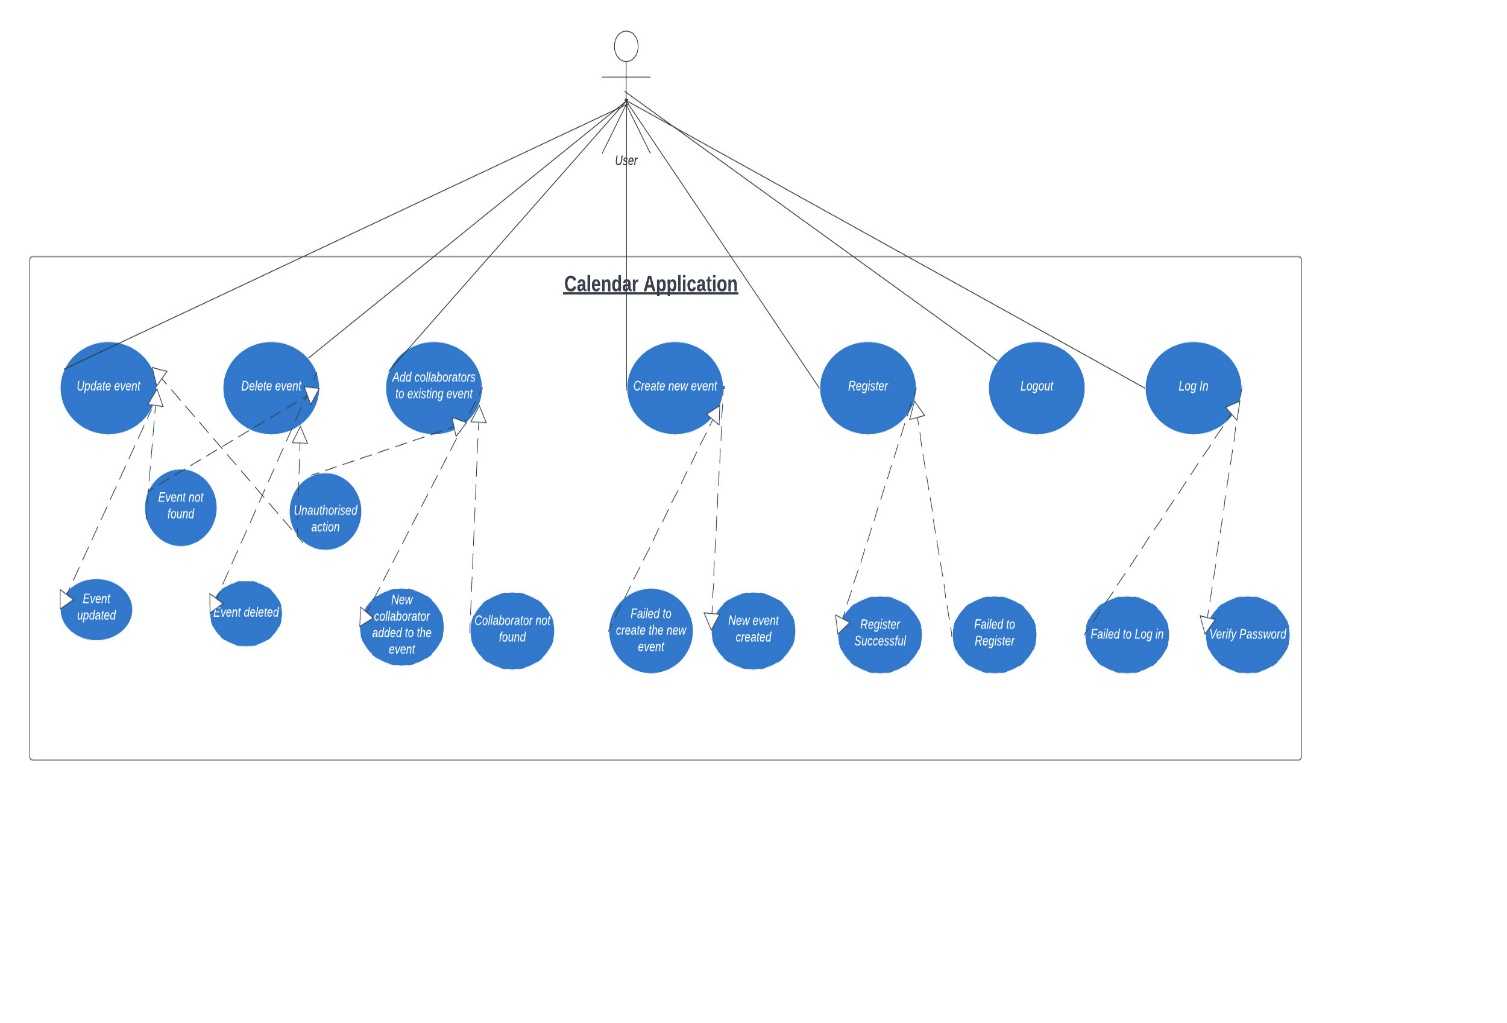 User
Calendar Application
Update event
Delete event
Add collaborators
to existing event
Create new event
Register
Logout
Log In
Event not
found
Unauthorised
action
Event
updated
Event deleted
New
collaborator
added to the
event
Collaborator not
found
Failed to
create the new
event
New event
created
Register
Successful
Failed to
Register
Failed to Log in
Verify Password